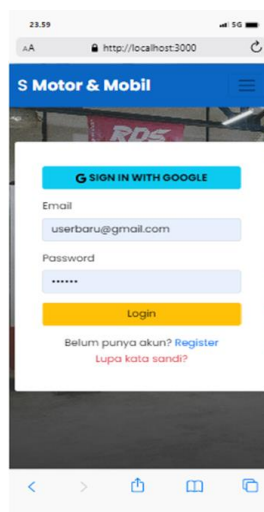 23.59
5G
AA
http://localhost:3000
S Motor & Mobil
RDS
G SIGN IN WITH GOOGLE
Email
userbaru@gmail.com
Password
••••••
Login
Belum punya akun? Register
Lupa kata sandi?